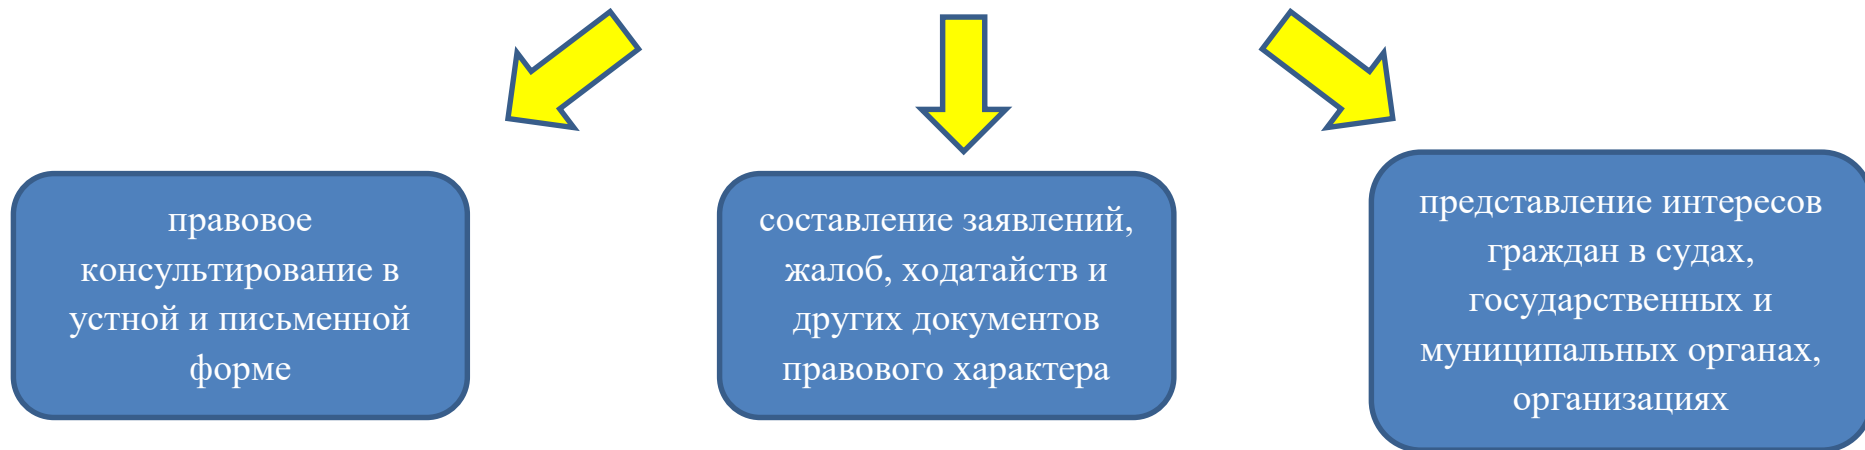 правовое
консультирование в
устной и письменной
форме
составление заявлений,
жалоб, ходатайств и
других документов
правового характера
представление интересов
граждан в судах,
государственных и
муниципальных органах,
организациях